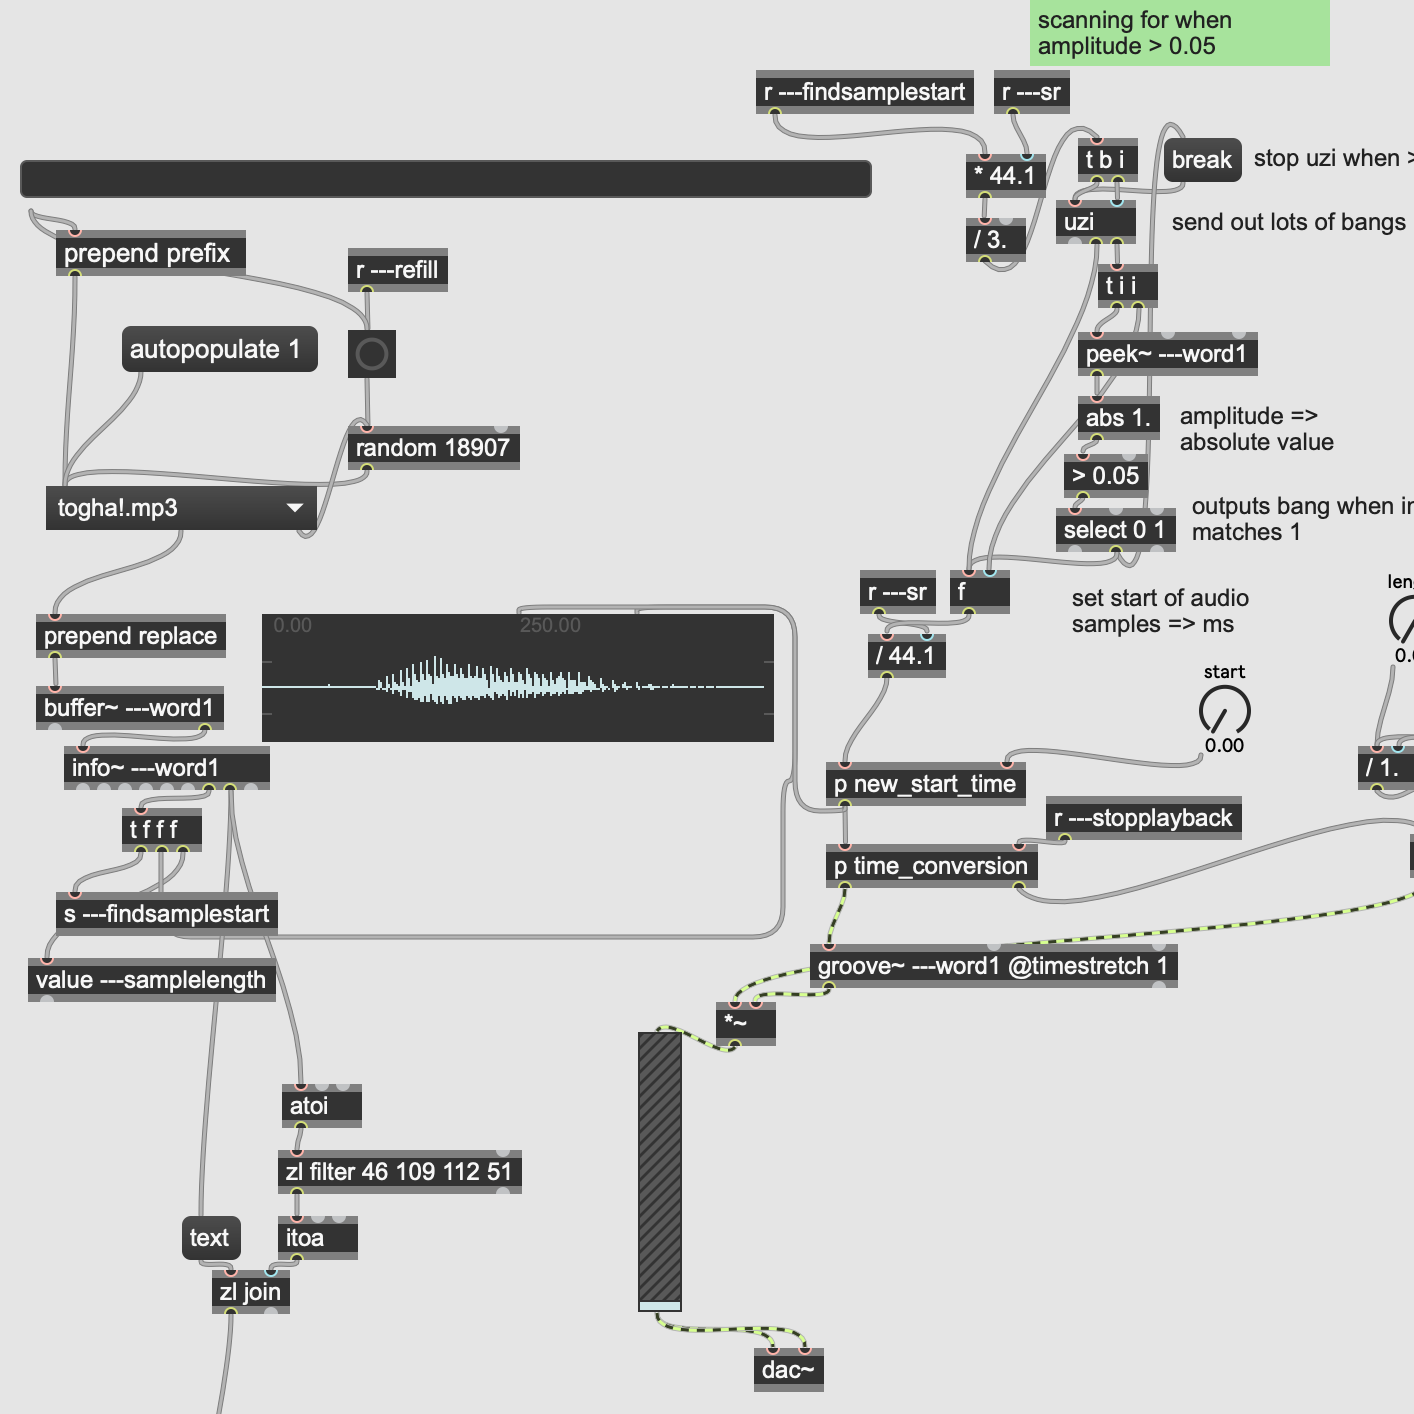 scanning for when
amplitude > 0.05
r ---findsamplestart
r ---sr
* 44.1
t b i
break
stop uzi when >
/ 3.
uzi
send out lots of bangs
prepend prefix
r ---refill
t i i
autopopulate 1
peek~ ---word1
abs 1.
amplitude =>
absolute value
random 18907
> 0.05
togha!.mp3
select 0 1
outputs bang when in
matches 1
r ---sr
f
set start of audio
samples => ms
len
0.0
prepend replace
0.00
250.00
/ 44.1
start
0.00
buffer~ ---word1
info~ ---word1
p new_start_time
/ 1.
t f f f
r ---stopplayback
p time_conversion
s ---findsamplestart
value ---samplelength
groove~ ---word1 @timestretch 1
*~
atoi
zl filter 46 109 112 51
text
itoa
zl join
dac~